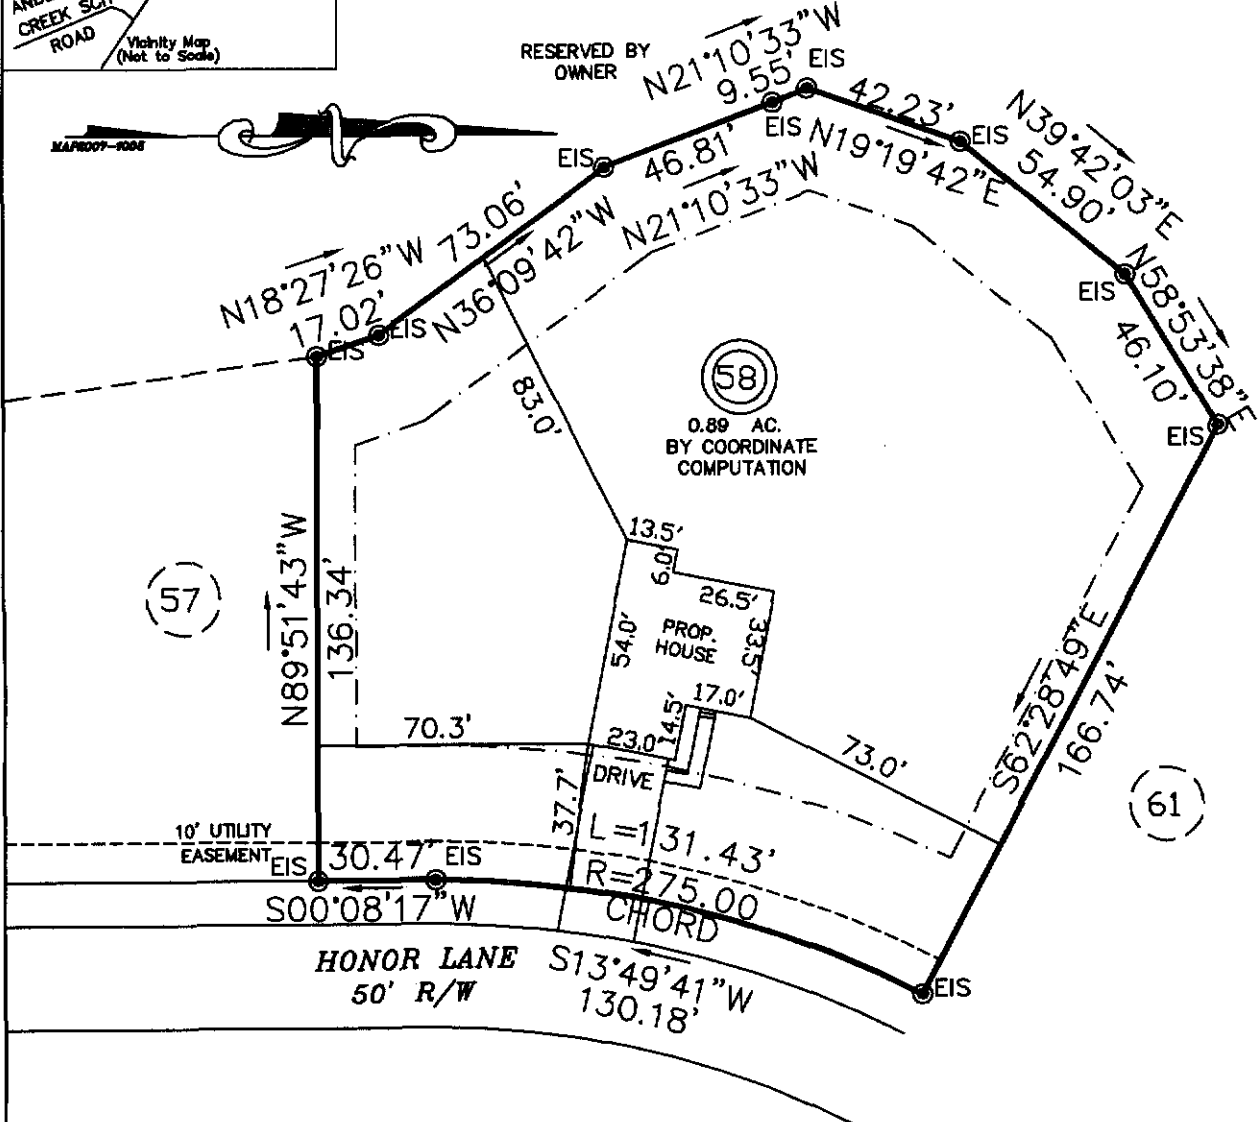 CREEK SCH
ROAD
Vicinity Map
(Not to Scale)
RESERVED BY
OWNER
N21°10'33"W
9.55'
EIS
42.23'
N19°19'42"E
EIS
N39°42'03"E
54.90'
EIS
EIS
46.81'
N21°10'33"W
N18°27'26"W
17.02'
EIS
EIS
73.06'
N36°09'42"W
EIS
N58°53'38"E
46.10'
EIS
83.0'
58
0.89 AC.
BY COORDINATE
COMPUTATION
57
N89°51'43"W
136.34'
13.5'
6.0'
26.5'
54.0'
PROP.
HOUSE
33.5'
17.0'
14.5'
23.0'
70.3'
73.0'
S62°28'49"E
166.74'
61
DRIVE
37.7'
10' UTILITY
EASEMENT
EIS
30.47'
EIS
S00°08'17"W
L=131.43'
R=275.00
CHORD
S13°49'41"W
130.18'
EIS
HONOR LANE
50' R/W